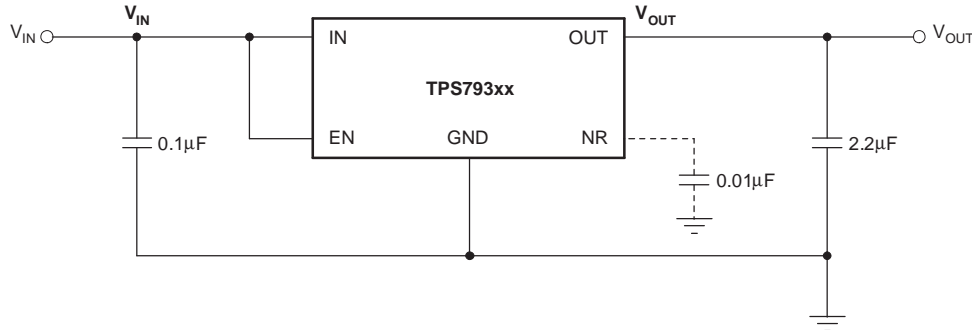 V_IN
V_IN
V_OUT
V_OUT
IN
OUT
TPS793xx
EN
GND
NR
0.1μF
0.01μF
2.2μF